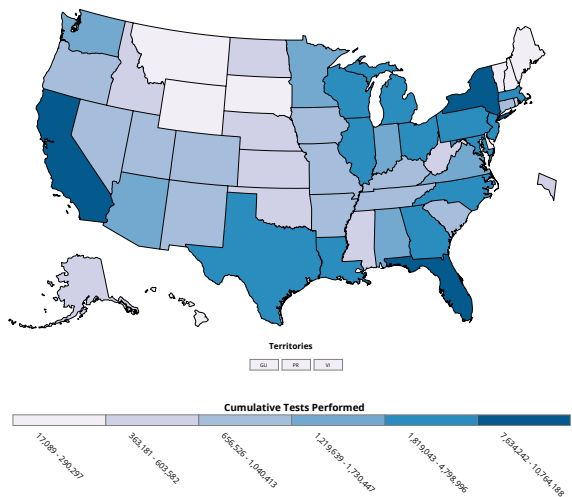 Territories
GU PR VI
Cumulative Tests Performed
17,089 - 290,297
363,181 - 603,582
656,526 - 1,040,413
1,219,639 - 1,730,447
1,819,043 - 4,798,996
7,634,242 - 10,764,188